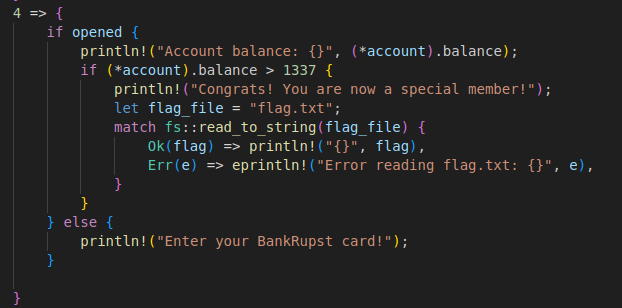 4 => {
if opened {
println!("Account balance: {}", (*account).balance);
if (*account).balance > 1337 {
println!("Congrats! You are now a special member!");
let flag_file = "flag.txt";
match fs::read_to_string(flag_file) {
Ok(flag) => println!("{}", flag),
Err(e) => eprintln!("Error reading flag.txt: {}", e),
}
}
} else {
println!("Enter your BankRupst card!");
}
}